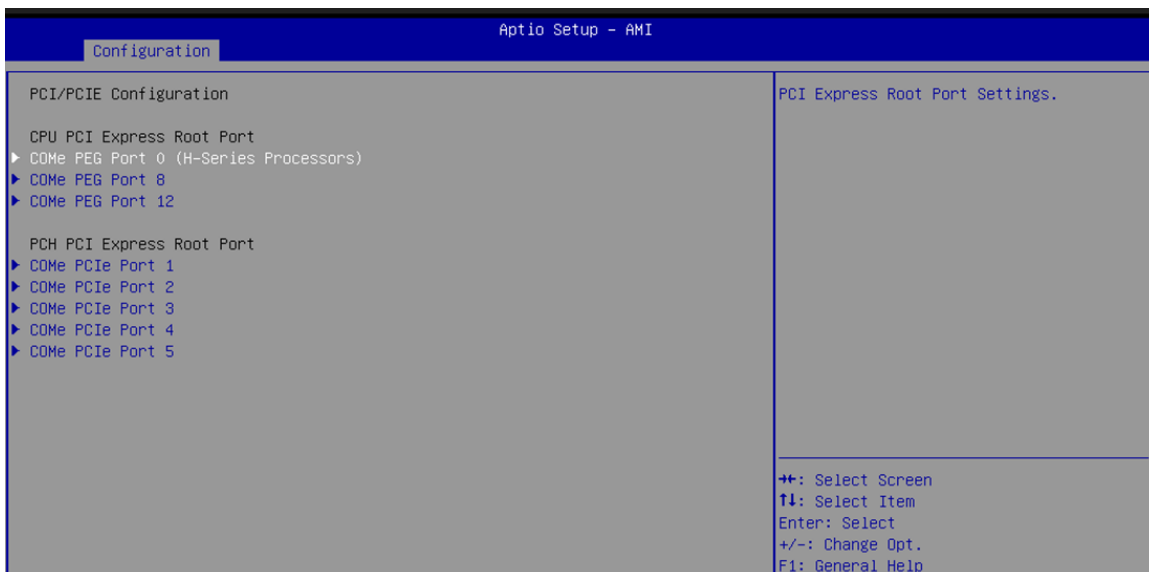 Aptio Setup – AMI
Configuration
PCI/PCIE Configuration
CPU PCI Express Root Port
▶ COMe PEG Port 0 (H-Series Processors)
▶ COMe PEG Port 8
▶ COMe PEG Port 12
PCH PCI Express Root Port
▶ COMe PCIe Port 1
▶ COMe PCIe Port 2
▶ COMe PCIe Port 3
▶ COMe PCIe Port 4
▶ COMe PCIe Port 5
PCI Express Root Port Settings.
→←: Select Screen
↑↓: Select Item
Enter: Select
+/-: Change Opt.
F1: General Help